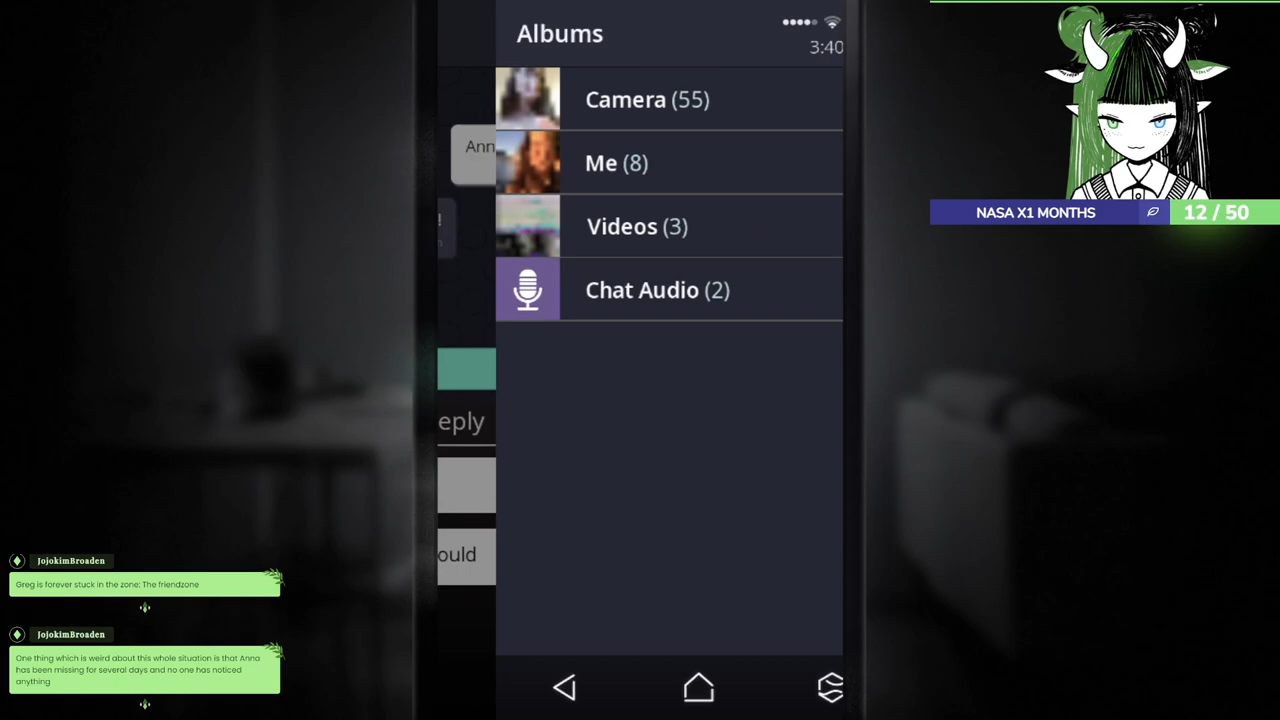 Albums
3:40
Camera (55)
Me (8)
Videos (3)
Chat Audio (2)
Ann
!
eply
ould
NASA X1 MONTHS
12 / 50
JojokimBroaden
Greg is forever stuck in the zone: The friendzone
JojokimBroaden
One thing which is weird about this whole situation is that Anna
has been missing for several days and no one has noticed
anything